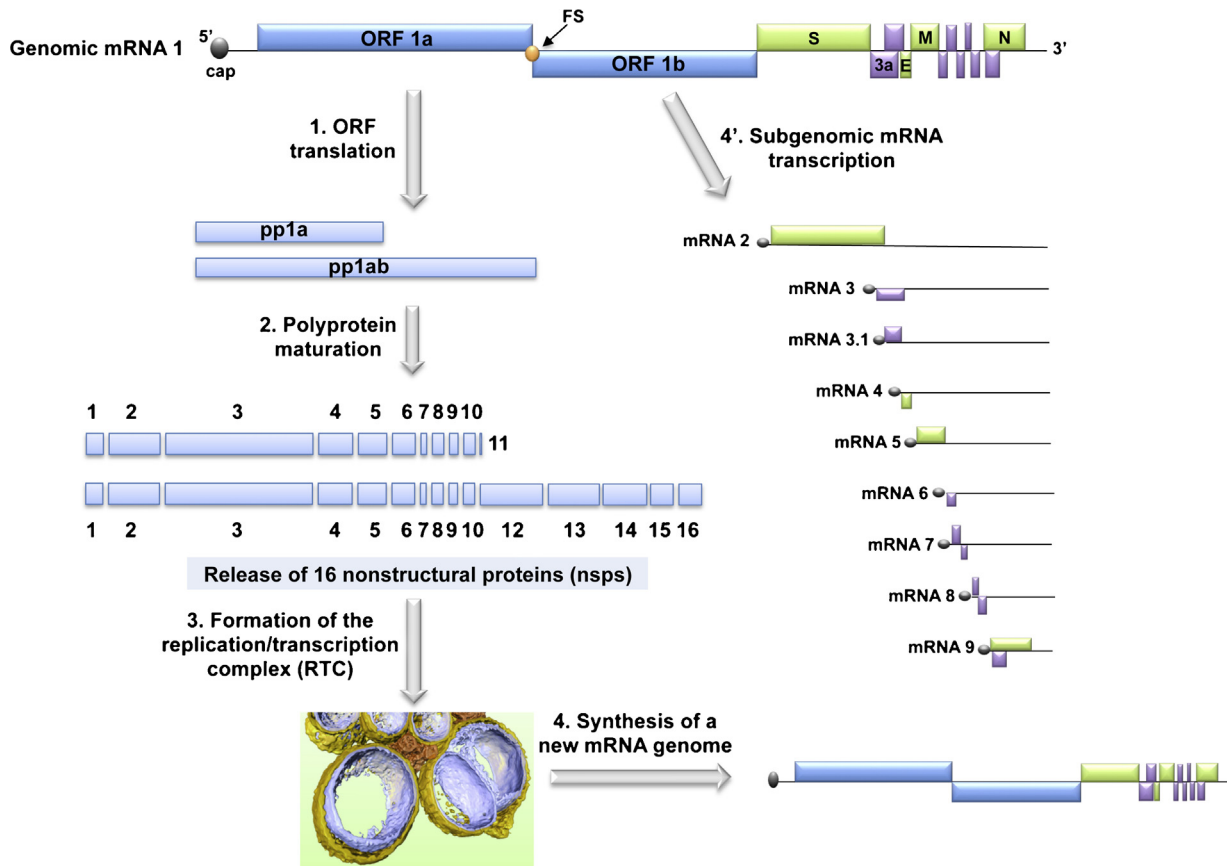 Genomic mRNA 1
5’
cap
ORF 1a
FS
ORF 1b
S
3a
E
M
N
3’
1. ORF
translation
4’. Subgenomic mRNA
transcription
pp1a
pp1ab
2. Polyprotein
maturation
1 2 3 4 5 6 7 8 9 10
11
1 2 3 4 5 6 7 8 9 10 12 13 14 15 16
Release of 16 nonstructural proteins (nsps)
3. Formation of the
replication/transcription
complex (RTC)
4. Synthesis of a
new mRNA genome
mRNA 2
mRNA 3
mRNA 3.1
mRNA 4
mRNA 5
mRNA 6
mRNA 7
mRNA 8
mRNA 9